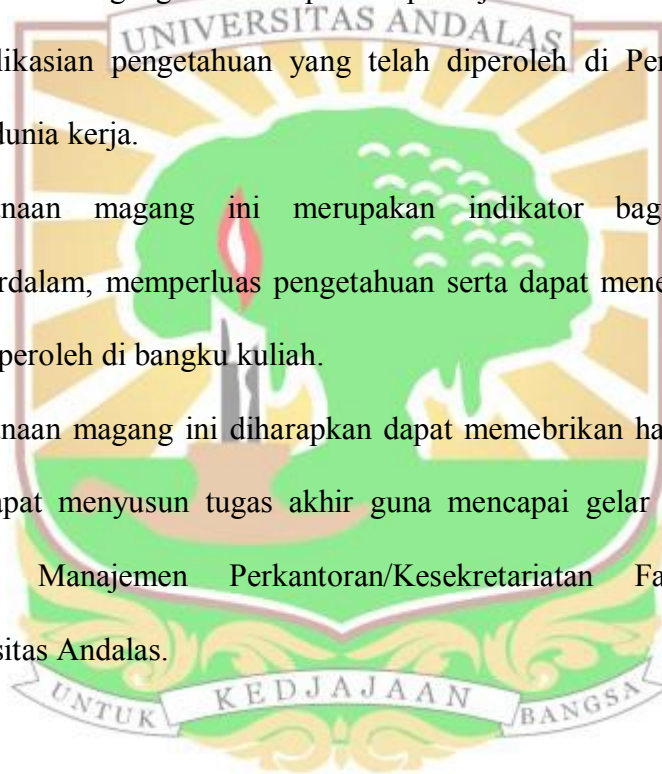 UNIVERSITAS ANDALAS
likasian pengetahuan yang telah diperoleh di Per
dunia kerja.
naan magang ini merupakan indikator bag
rdalam, memperluas pengetahuan serta dapat mene
peroleh di bangku kuliah.
naan magang ini diharapkan dapat memebrikan ha
pat menyusun tugas akhir guna mencapai gelar
Manajemen Perkantoran/Kesekretariatan Fa
sitas Andalas.
UNTUK KEDJAJAAN BANGSA